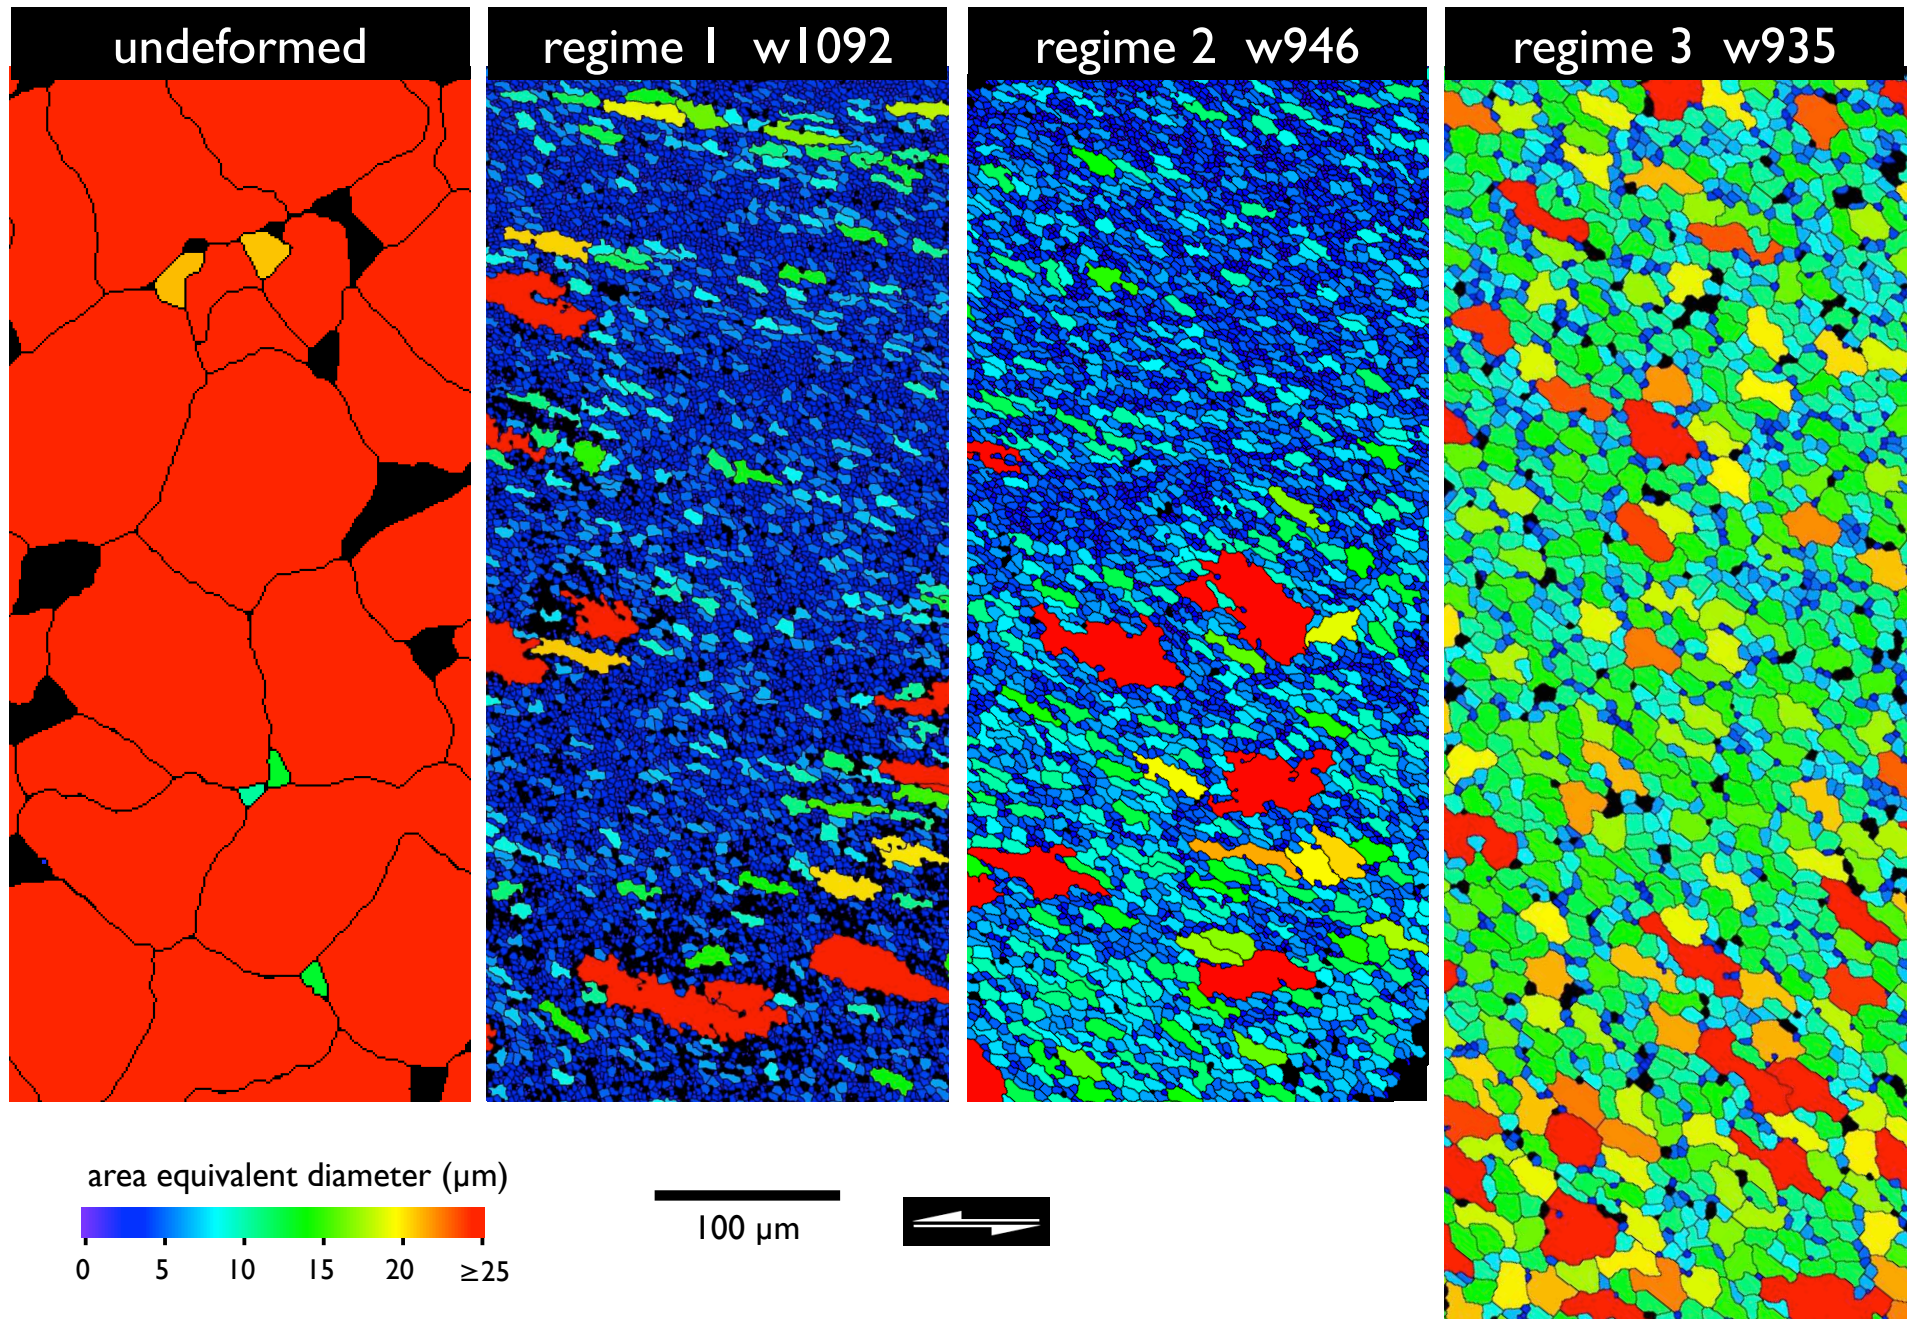 undeformed
regime 1 w1092
regime 2 w946
regime 3 w935
area equivalent diameter (µm)
0 5 10 15 20 ≥25
100 µm